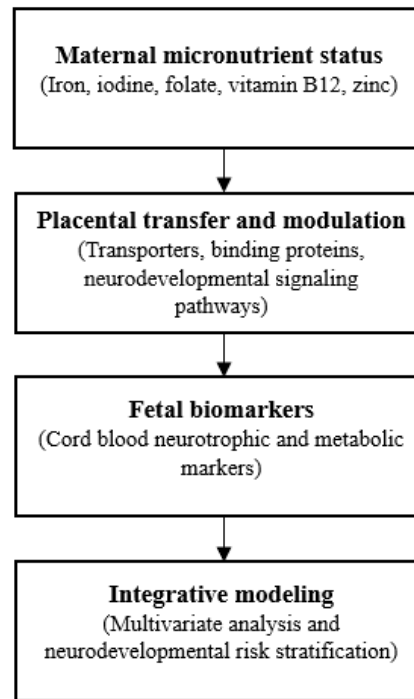 Maternal micronutrient status
(Iron, iodine, folate, vitamin B12, zinc)
Placental transfer and modulation
(Transporters, binding proteins,
neurodevelopmental signaling
pathways)
Fetal biomarkers
(Cord blood neurotrophic and metabolic
markers)
Integrative modeling
(Multivariate analysis and
neurodevelopmental risk stratification)